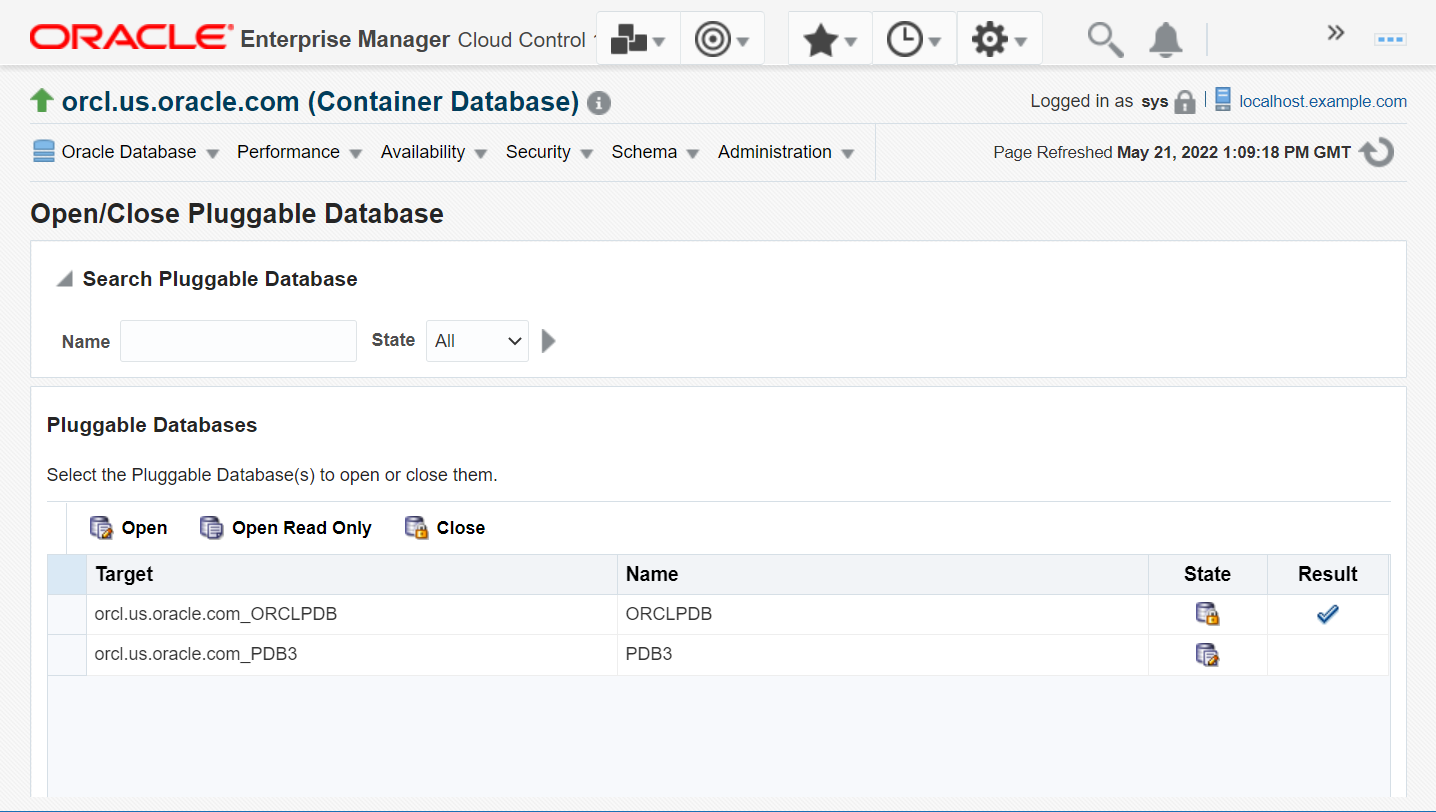 ORACLE Enterprise Manager Cloud Control
orcl.us.oracle.com (Container Database)
Logged in as sys
localhost.example.com
Oracle Database Performance Availability Security Schema Administration
Page Refreshed May 21, 2022 1:09:18 PM GMT
Open/Close Pluggable Database
Search Pluggable Database
Name State All
Pluggable Databases
Select the Pluggable Database(s) to open or close them.
Open Open Read Only Close
Target Name State Result
orcl.us.oracle.com_ORCLPDB ORCLPDB
orcl.us.oracle.com_PDB3 PDB3